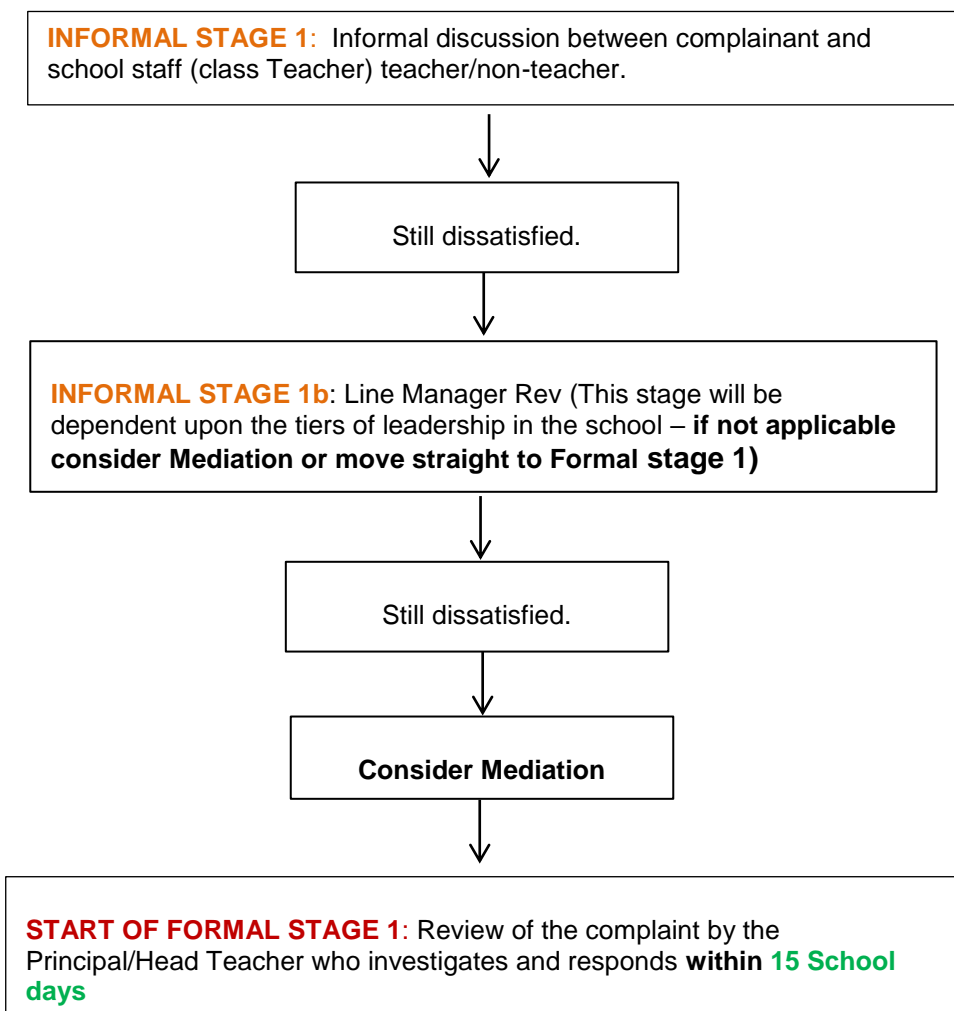 INFORMAL STAGE 1: Informal discussion between complainant and
school staff (class Teacher) teacher/non-teacher.
Still dissatisfied.
INFORMAL STAGE 1b: Line Manager Rev (This stage will be
dependent upon the tiers of leadership in the school – if not applicable
consider Mediation or move straight to Formal stage 1)
Still dissatisfied.
Consider Mediation
START OF FORMAL STAGE 1: Review of the complaint by the
Principal/Head Teacher who investigates and responds within 15 School
days